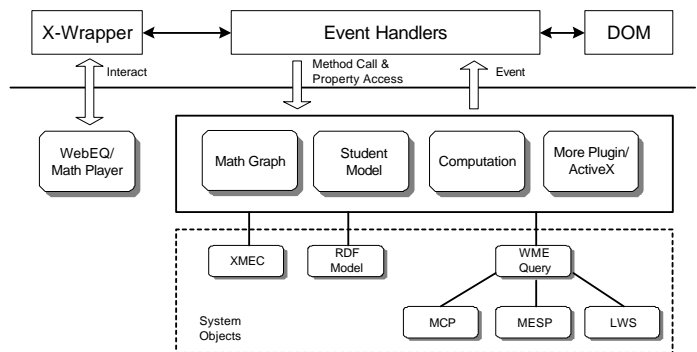 X-Wrapper
Event Handlers
DOM
Interact
Method Call &
Property Access
Event
WebEQ/
Math Player
Math Graph
Student
Model
Computation
More Plugin/
ActiveX
XMEC
RDF
Model
WME
Query
System
Objects
MCP
MESP
LWS